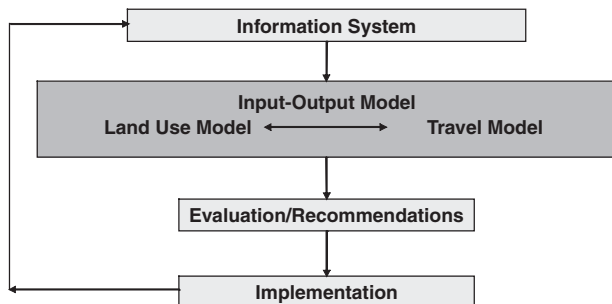 Information System
Input-Output Model
Land Use Model Travel Model
Evaluation/Recommendations
Implementation